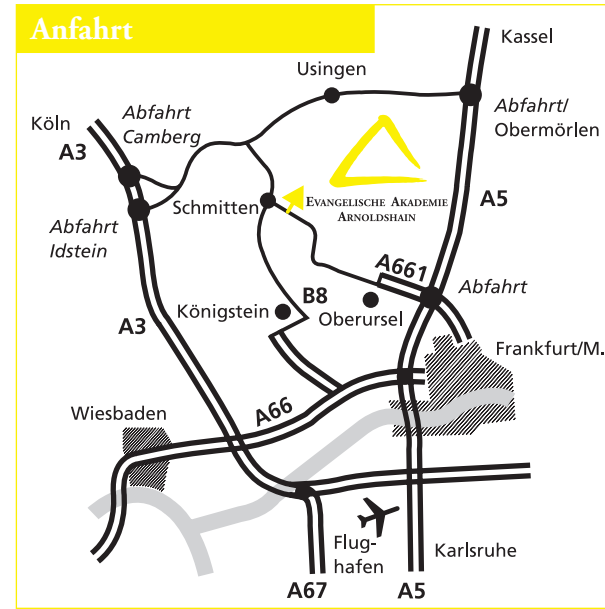 Anfahrt
Kassel
Usingen
Abfahrt
Camberg
Köln
A3
Abfahrt/
Obermörlen
Schmitten
EVANGELISCHE AKADEMIE
ARNOLDSHAIN
A5
Abfahrt
Idstein
A661
Abfahrt
B8
Königstein
Oberursel
A3
Frankfurt/M.
A66
Wiesbaden
Flug-
hafen
Karlsruhe
A67
A5